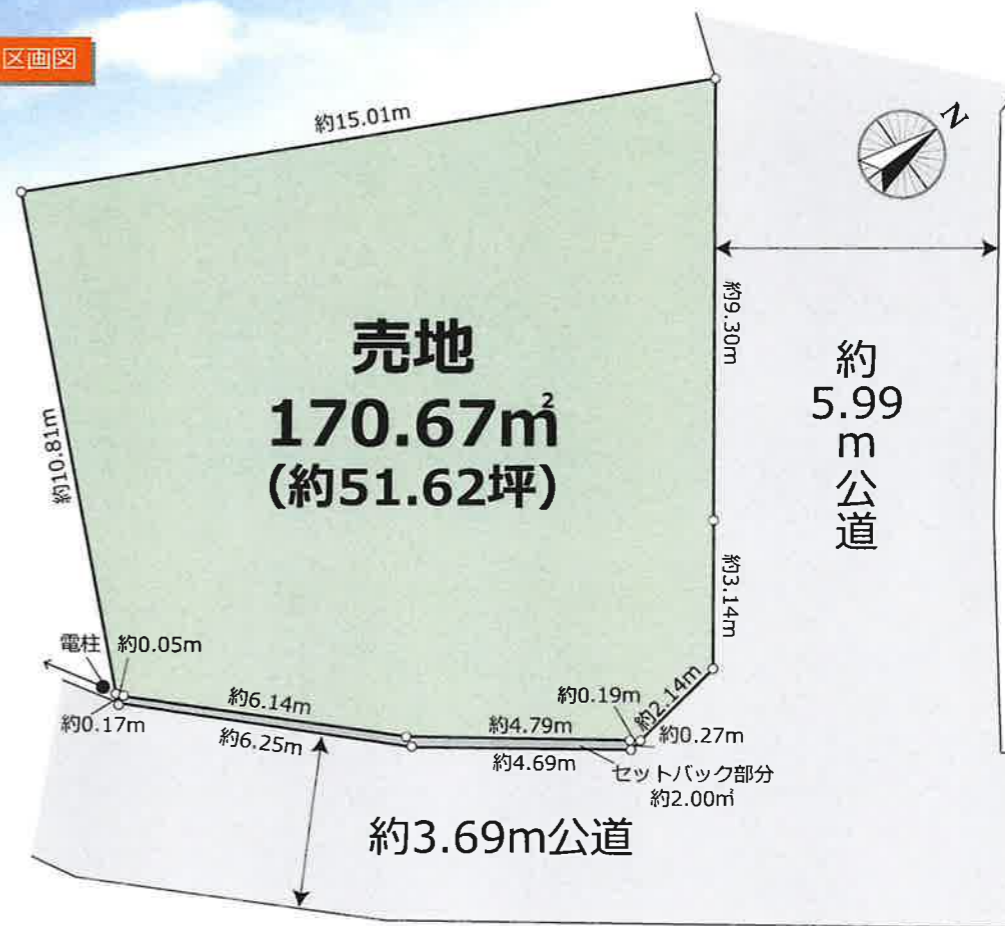 区画図
約15.01m
N
約9.30m
約10.81m
売地
170.67㎡
(約51.62坪)
約
5.99
m
公
道
約3.14m
電柱
約0.05m
約0.17m
約6.14m
約6.25m
約0.19m
約2.14m
約4.79m
約4.69m
約0.27m
セットバック部分
約2.00㎡
約3.69m公道